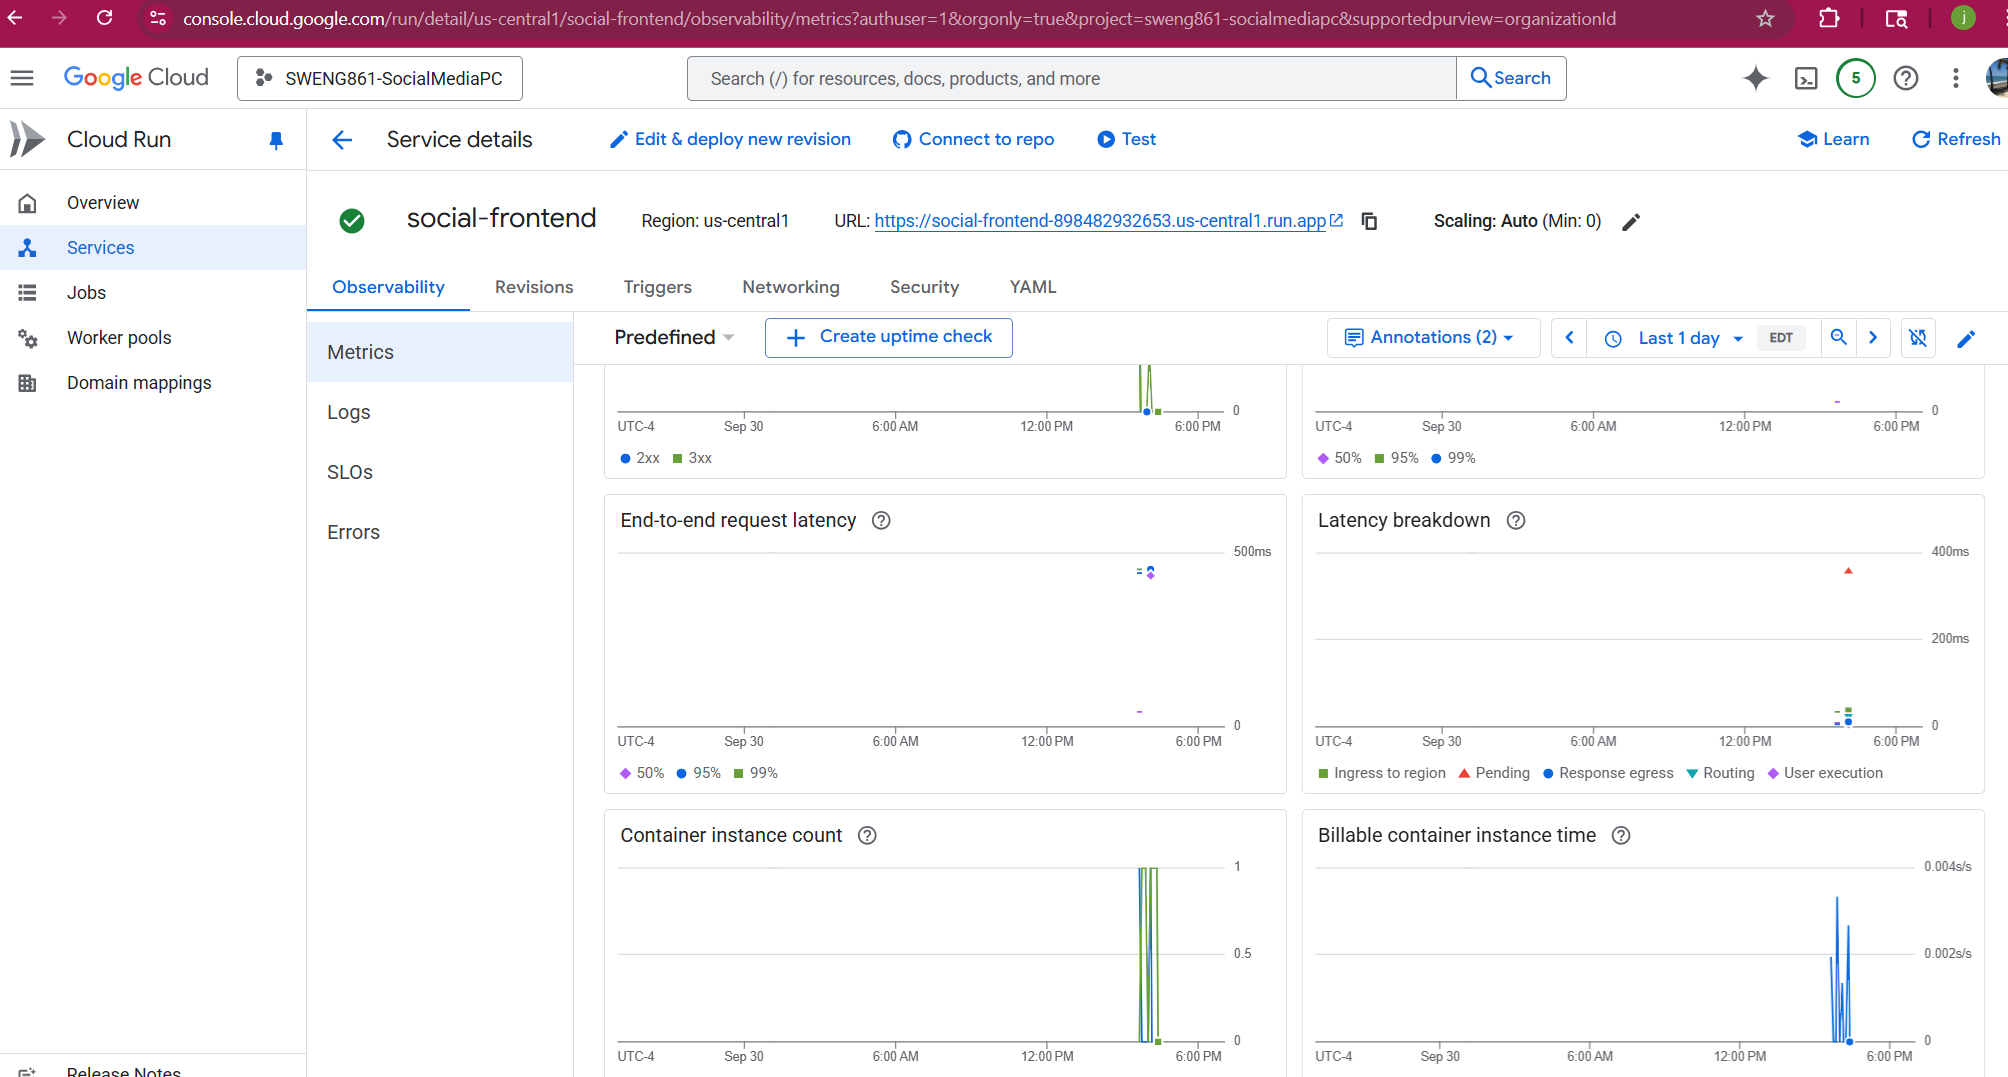 console.cloud.google.com/run/detail/us-central1/social-frontend/observability/metrics?authuser=1&orgonly=true&project=sweng861-socialmediapc&supportedpurview=organizationId
j
Google Cloud
SWENG861-SocialMediaPC
Search (/) for resources, docs, products, and more
Search
5
Cloud Run
Service details
Edit & deploy new revision
Connect to repo
Test
Learn
Refresh
Overview
Services
Jobs
Worker pools
Domain mappings
Release Notes
social-frontend
Region: us-central1
URL: https://social-frontend-898482932653.us-central1.run.app
Scaling: Auto (Min: 0)
Observability
Revisions
Triggers
Networking
Security
YAML
Metrics
Logs
SLOs
Errors
Predefined
Create uptime check
Annotations (2)
Last 1 day
EDT
0
UTC-4 Sep 30 6:00 AM 12:00 PM 6:00 PM
2xx 3xx
0
UTC-4 Sep 30 6:00 AM 12:00 PM 6:00 PM
50% 95% 99%
End-to-end request latency
500ms
0
UTC-4 Sep 30 6:00 AM 12:00 PM 6:00 PM
50% 95% 99%
Latency breakdown
400ms
200ms
0
UTC-4 Sep 30 6:00 AM 12:00 PM 6:00 PM
Ingress to region Pending Response egress Routing User execution
Container instance count
1
0.5
0
UTC-4 Sep 30 6:00 AM 12:00 PM 6:00 PM
Billable container instance time
0.004s/s
0.002s/s
0
UTC-4 Sep 30 6:00 AM 12:00 PM 6:00 PM